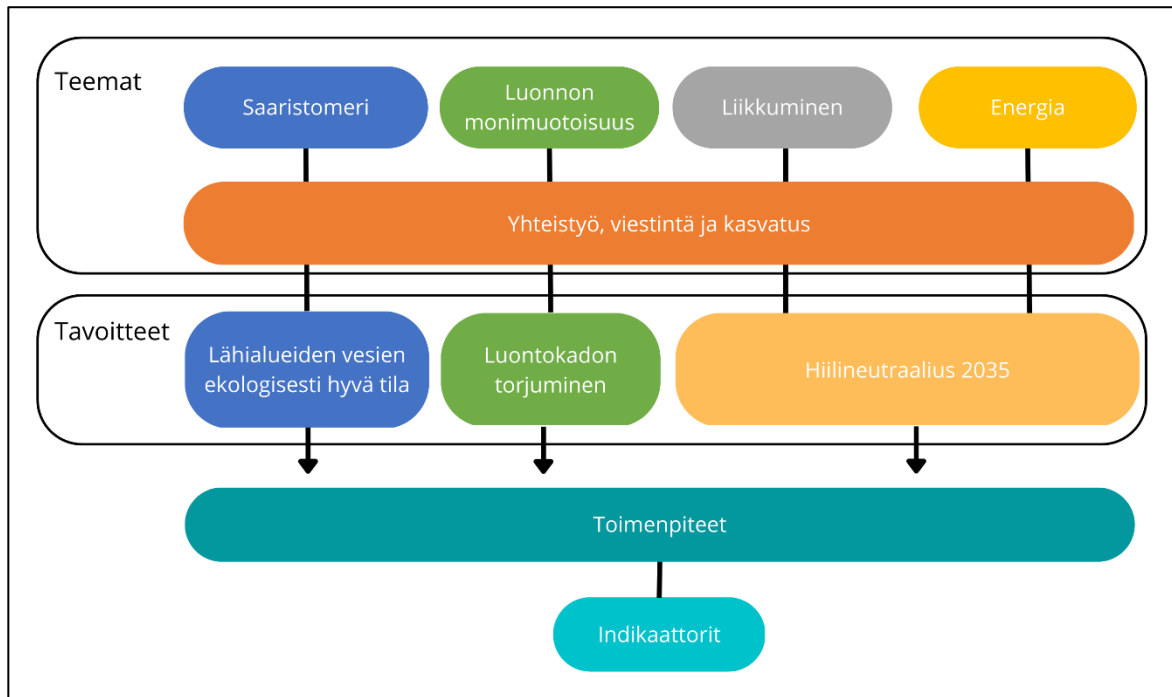 Teemat
Saaristomeri
Luonnon
monimuotoisuus
Liikkuminen
Energia
Yhteistyö, viestintä ja kasvatus
Tavoitteet
Lähialueiden vesien
ekologisesti hyvä tila
Luontokadon
torjuminen
Hiilineutraalius 2035
Toimenpiteet
Indikaattorit